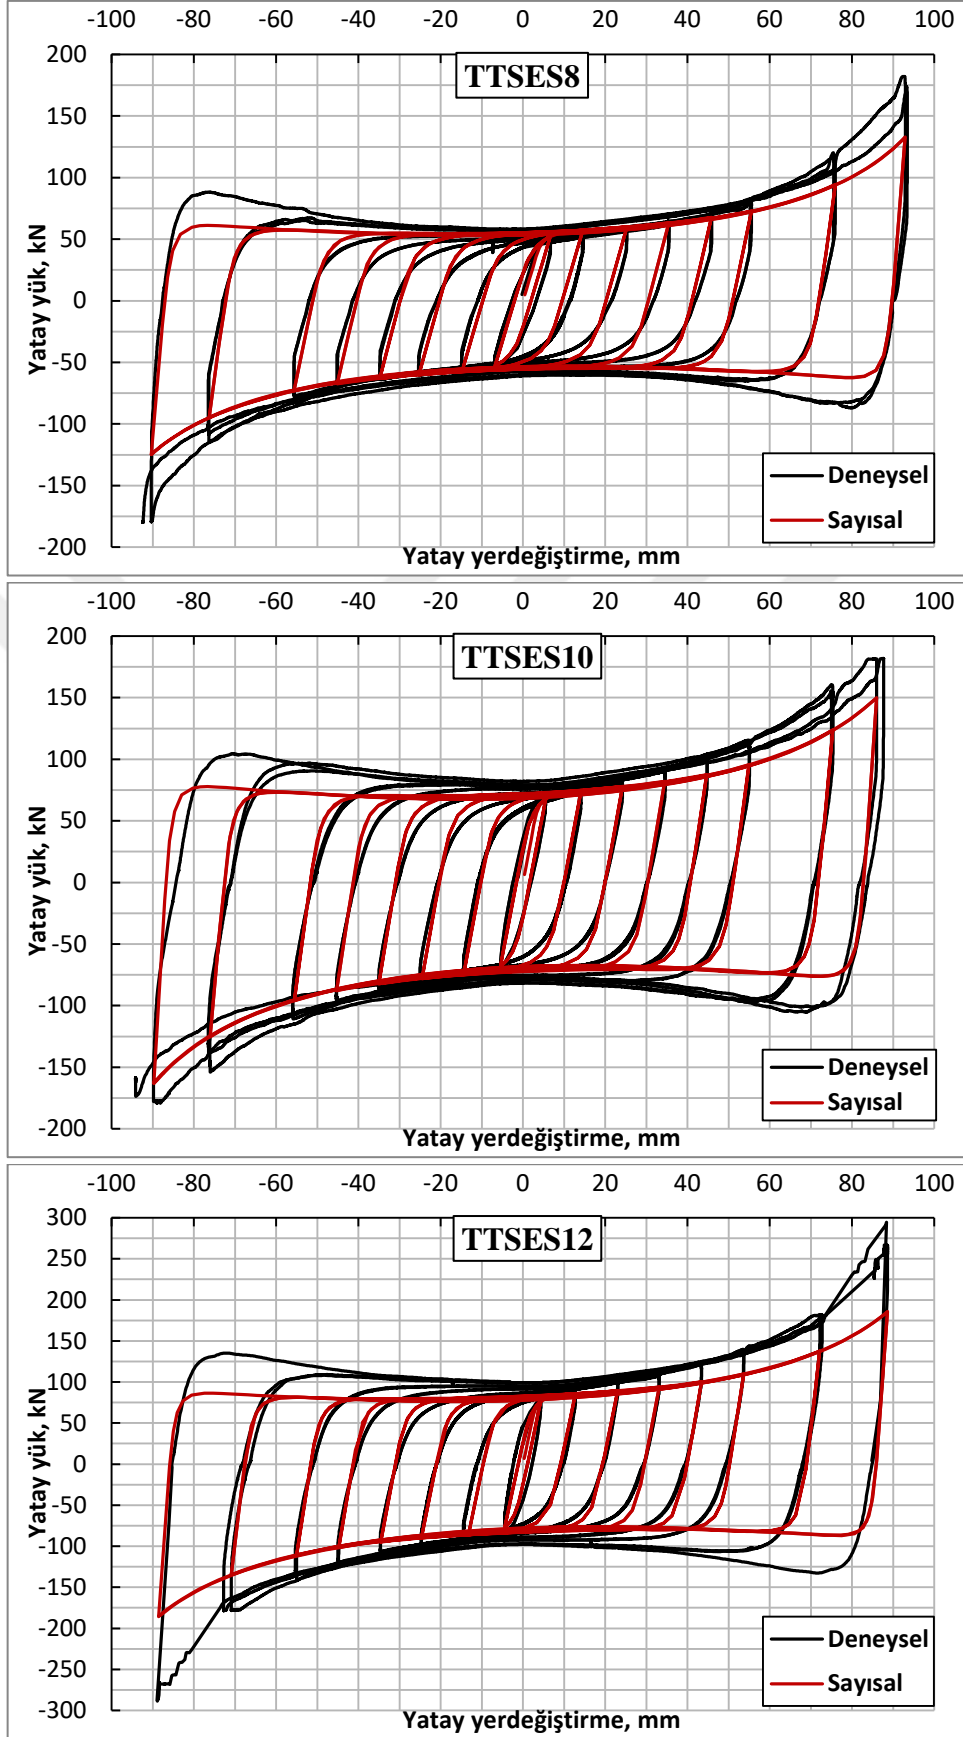 -100 -80 -60 -40 -20 0 20 40 60 80 100
200
TTSES8
150
100
50
0
-50
-100
-150
-200
Yatay yük, kN
Deneysel
Sayısal
Yatay yerdeğiştirme, mm
-100 -80 -60 -40 -20 0 20 40 60 80 100
200
TTSES10
150
100
50
0
-50
-100
-150
-200
Yatay yük, kN
Deneysel
Sayısal
Yatay yerdeğiştirme, mm
-100 -80 -60 -40 -20 0 20 40 60 80 100
300
TTSES12
250
200
150
100
50
0
-50
-100
-150
-200
-250
-300
Yatay yük, kN
Deneysel
Sayısal
Yatay yerdeğiştirme, mm